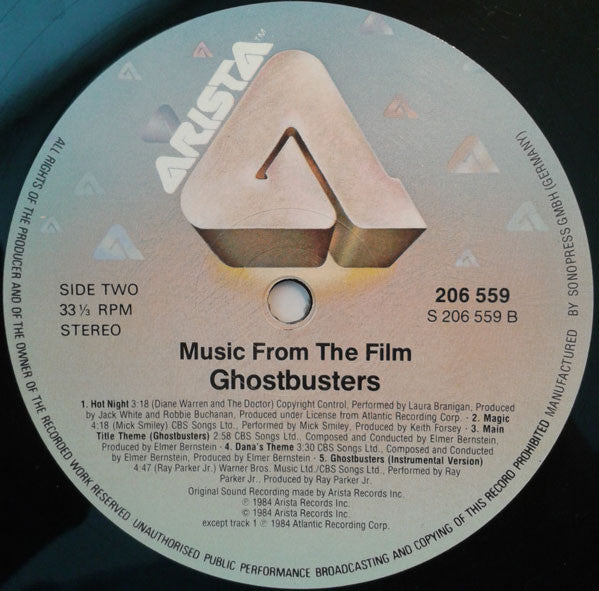 ARISTA™
SIDE TWO
33⅓ RPM
STEREO
206 559
S 206 559 B
Music From The Film
Ghostbusters
1. Hot Night 3:18 (Diane Warren and The Doctor) Copyright Control, Performed by Laura Branigan, Produced
by Jack White and Robbie Buchanan, Produced under License from Atlantic Recording Corp. · 2. Magic
4:18 (Mick Smiley) CBS Songs Ltd., Performed by Mick Smiley, Produced by Keith Forsey · 3. Main
Title Theme (Ghostbusters) 2:58 CBS Songs Ltd., Composed and Conducted by Elmer Bernstein,
Produced by Elmer Bernstein · 4. Dana's Theme 3:30 CBS Songs Ltd., Composed and Conducted
by Elmer Bernstein, Produced by Elmer Bernstein · 5. Ghostbusters (Instrumental Version)
4:47 (Ray Parker Jr.) Warner Bros. Music Ltd./CBS Songs Ltd., Performed by Ray
Parker Jr.. Produced by Ray Parker Jr.
Original Sound Recording made by Arista Records Inc.
℗ 1984 Arista Records Inc.
© 1984 Arista Records Inc.
except track 1 ℗ 1984 Atlantic Recording Corp.
ALL RIGHTS OF THE PRODUCER AND OF THE OWNER OF THE RECORDED WORK RESERVED UNAUTHORISED PUBLIC PERFORMANCE BROADCASTING AND COPYING OF THIS RECORD PROHIBITED MANUFACTURED BY SONOPRESS GMBH (GERMANY)